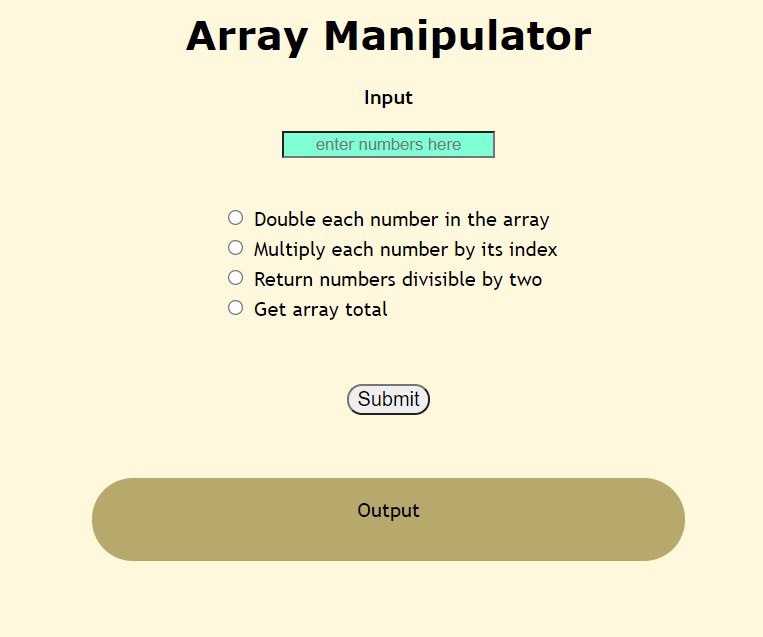 Array Manipulator
Input
enter numbers here
Double each number in the array
Multiply each number by its index
Return numbers divisible by two
Get array total
Submit
Output